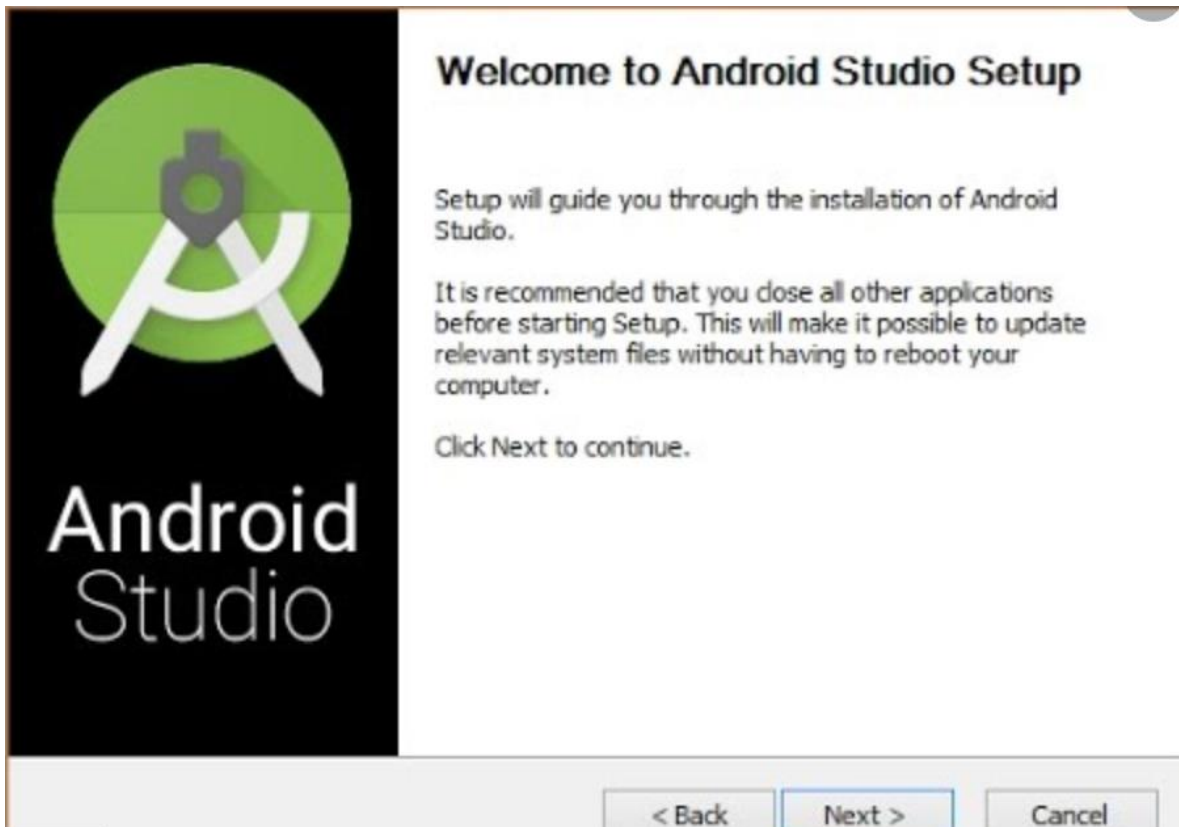 Welcome to Android Studio Setup
Setup will guide you through the installation of Android
Studio.
It is recommended that you close all other applications
before starting Setup. This will make it possible to update
relevant system files without having to reboot your
computer.
Click Next to continue.
Android
Studio
< Back
Next >
Cancel